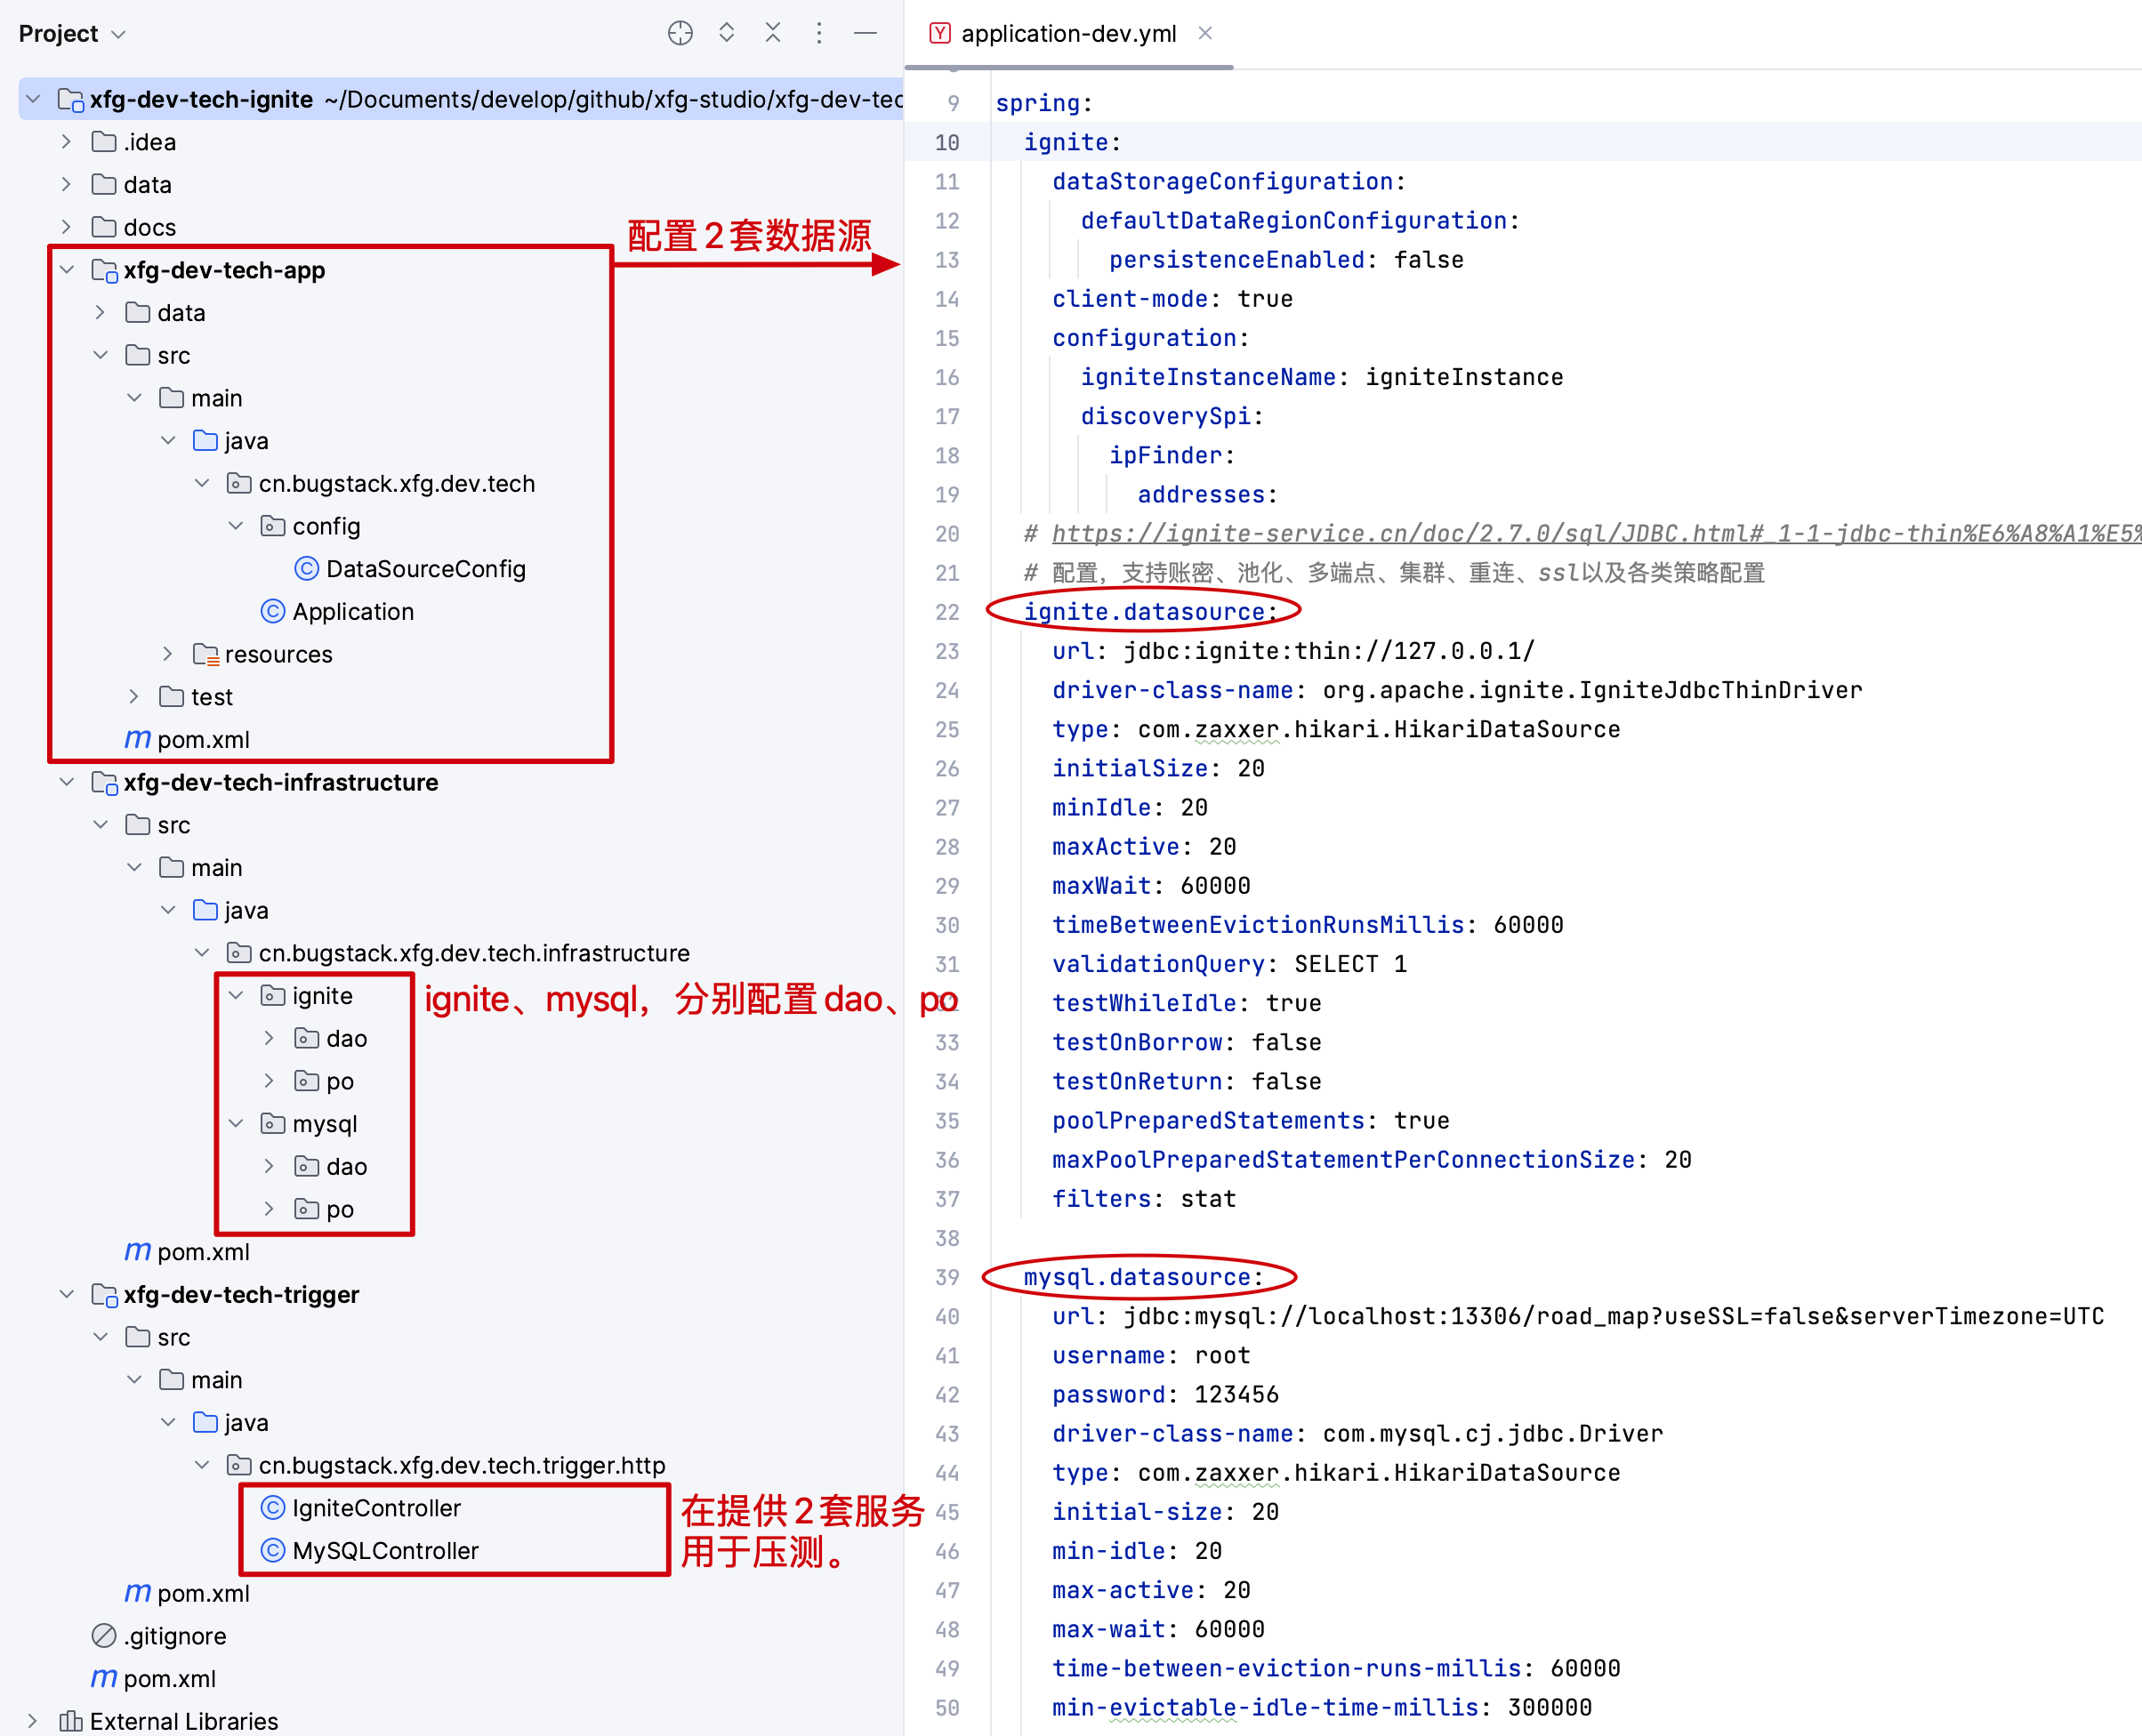 Project
xfg-dev-tech-ignite ~/Documents/develop/github/xfg-studio/xfg-dev-tec
.idea
data
docs
xfg-dev-tech-app
data
src
main
java
cn.bugstack.xfg.dev.tech
config
DataSourceConfig
Application
resources
test
pom.xml
xfg-dev-tech-infrastructure
src
main
java
cn.bugstack.xfg.dev.tech.infrastructure
ignite
dao
po
mysql
dao
po
pom.xml
xfg-dev-tech-trigger
src
main
java
cn.bugstack.xfg.dev.tech.trigger.http
IgniteController
MySQLController
pom.xml
.gitignore
pom.xml
External Libraries
配置2套数据源
ignite、mysql，分别配置dao、po
在提供2套服务
用于压测。
application-dev.yml
9 spring:
10 ignite:
11 dataStorageConfiguration:
12 defaultDataRegionConfiguration:
13 persistenceEnabled: false
14 client-mode: true
15 configuration:
16 igniteInstanceName: igniteInstance
17 discoverySpi:
18 ipFinder:
19 addresses:
20 # https://ignite-service.cn/doc/2.7.0/sql/JDBC.html#_1-1-jdbc-thin%E6%A8%A1%E5%
21 # 配置，支持账密、池化、多端点、集群、重连、ssl以及各类策略配置
22 ignite.datasource:
23 url: jdbc:ignite:thin://127.0.0.1/
24 driver-class-name: org.apache.ignite.IgniteJdbcThinDriver
25 type: com.zaxxer.hikari.HikariDataSource
26 initialSize: 20
27 minIdle: 20
28 maxActive: 20
29 maxWait: 60000
30 timeBetweenEvictionRunsMillis: 60000
31 validationQuery: SELECT 1
32 testWhileIdle: true
33 testOnBorrow: false
34 testOnReturn: false
35 poolPreparedStatements: true
36 maxPoolPreparedStatementPerConnectionSize: 20
37 filters: stat
38
39 mysql.datasource:
40 url: jdbc:mysql://localhost:13306/road_map?useSSL=false&serverTimezone=UTC
41 username: root
42 password: 123456
43 driver-class-name: com.mysql.cj.jdbc.Driver
44 type: com.zaxxer.hikari.HikariDataSource
45 initial-size: 20
46 min-idle: 20
47 max-active: 20
48 max-wait: 60000
49 time-between-eviction-runs-millis: 60000
50 min-evictable-idle-time-millis: 300000